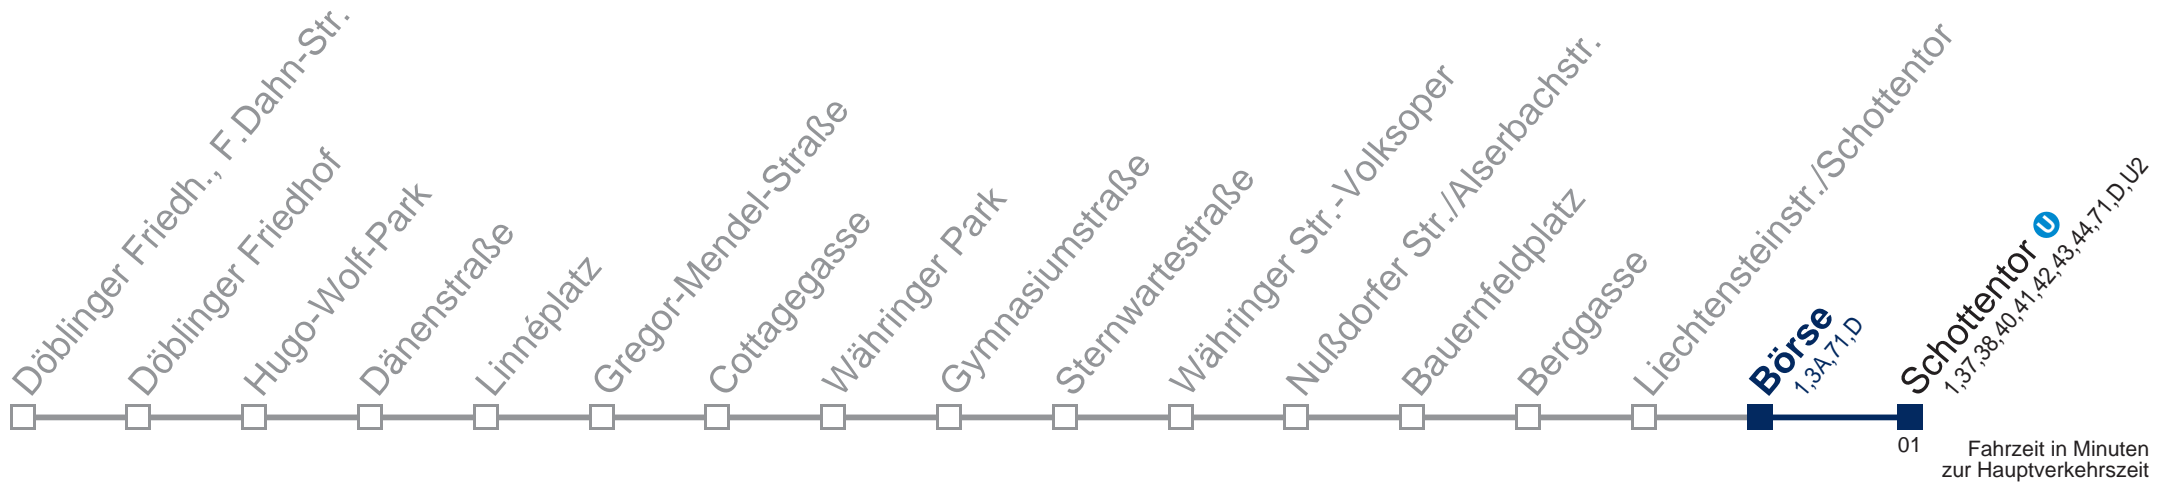 Döblinger Friedh., F.Dahn-Str.
Döblinger Friedhof
Hugo-Wolf-Park
Dänenstraße
Linnéplatz
Gregor-Mendel-Straße
Cottagegasse
Währinger Park
Gymnasiumstraße
Sternwartestraße
Währinger Str.-Volksoper
Nußdorfer Str./Alserbachstr.
Bauernfeldplatz
Berggasse
Liechtensteinstr./Schottentor
Börse
1,3A,71,D
Schottentor U
1,37,38,40,41,42,43,44,71,D,U2
01
Fahrzeit in Minuten
zur Hauptverkehrszeit